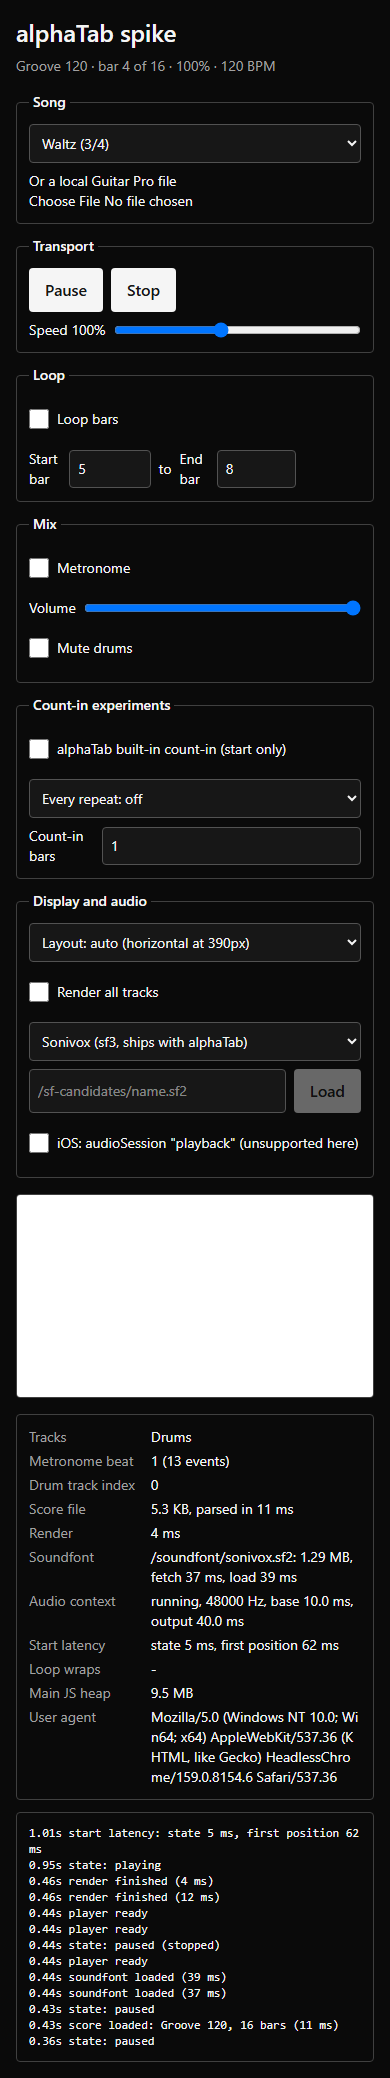 alphaTab spike
Groove 120 · bar 4 of 16 · 100% · 120 BPM
Song
Waltz (3/4)
Or a local Guitar Pro file
Choose File No file chosen
Transport
Pause
Stop
Speed 100%
Loop
Loop bars
Start bar
5
to
End bar
8
Mix
Metronome
Volume
Mute drums
Count-in experiments
alphaTab built-in count-in (start only)
Every repeat: off
Count-in bars
1
Display and audio
Layout: auto (horizontal at 390px)
Render all tracks
Sonivox (sf3, ships with alphaTab)
/sf-candidates/name.sf2
Load
iOS: audioSession "playback" (unsupported here)
Tracks Drums
Metronome beat 1 (13 events)
Drum track index 0
Score file 5.3 KB, parsed in 11 ms
Render 4 ms
Soundfont /soundfont/sonivox.sf2: 1.29 MB,
fetch 37 ms, load 39 ms
Audio context running, 48000 Hz, base 10.0 ms,
output 40.0 ms
Start latency state 5 ms, first position 62
ms
Loop wraps -
Main JS heap 9.5 MB
User agent Mozilla/5.0 (Windows NT 10.0; Wi
n64; x64) AppleWebKit/537.36 (K
HTML, like Gecko) HeadlessChro
me/159.0.8154.6 Safari/537.36
1.01s start latency: state 5 ms, first position 62
ms
0.95s state: playing
0.46s render finished (4 ms)
0.46s render finished (12 ms)
0.44s player ready
0.44s player ready
0.44s state: paused (stopped)
0.44s player ready
0.44s soundfont loaded (39 ms)
0.44s soundfont loaded (37 ms)
0.43s state: paused
0.43s score loaded: Groove 120, 16 bars (11 ms)
0.36s state: paused